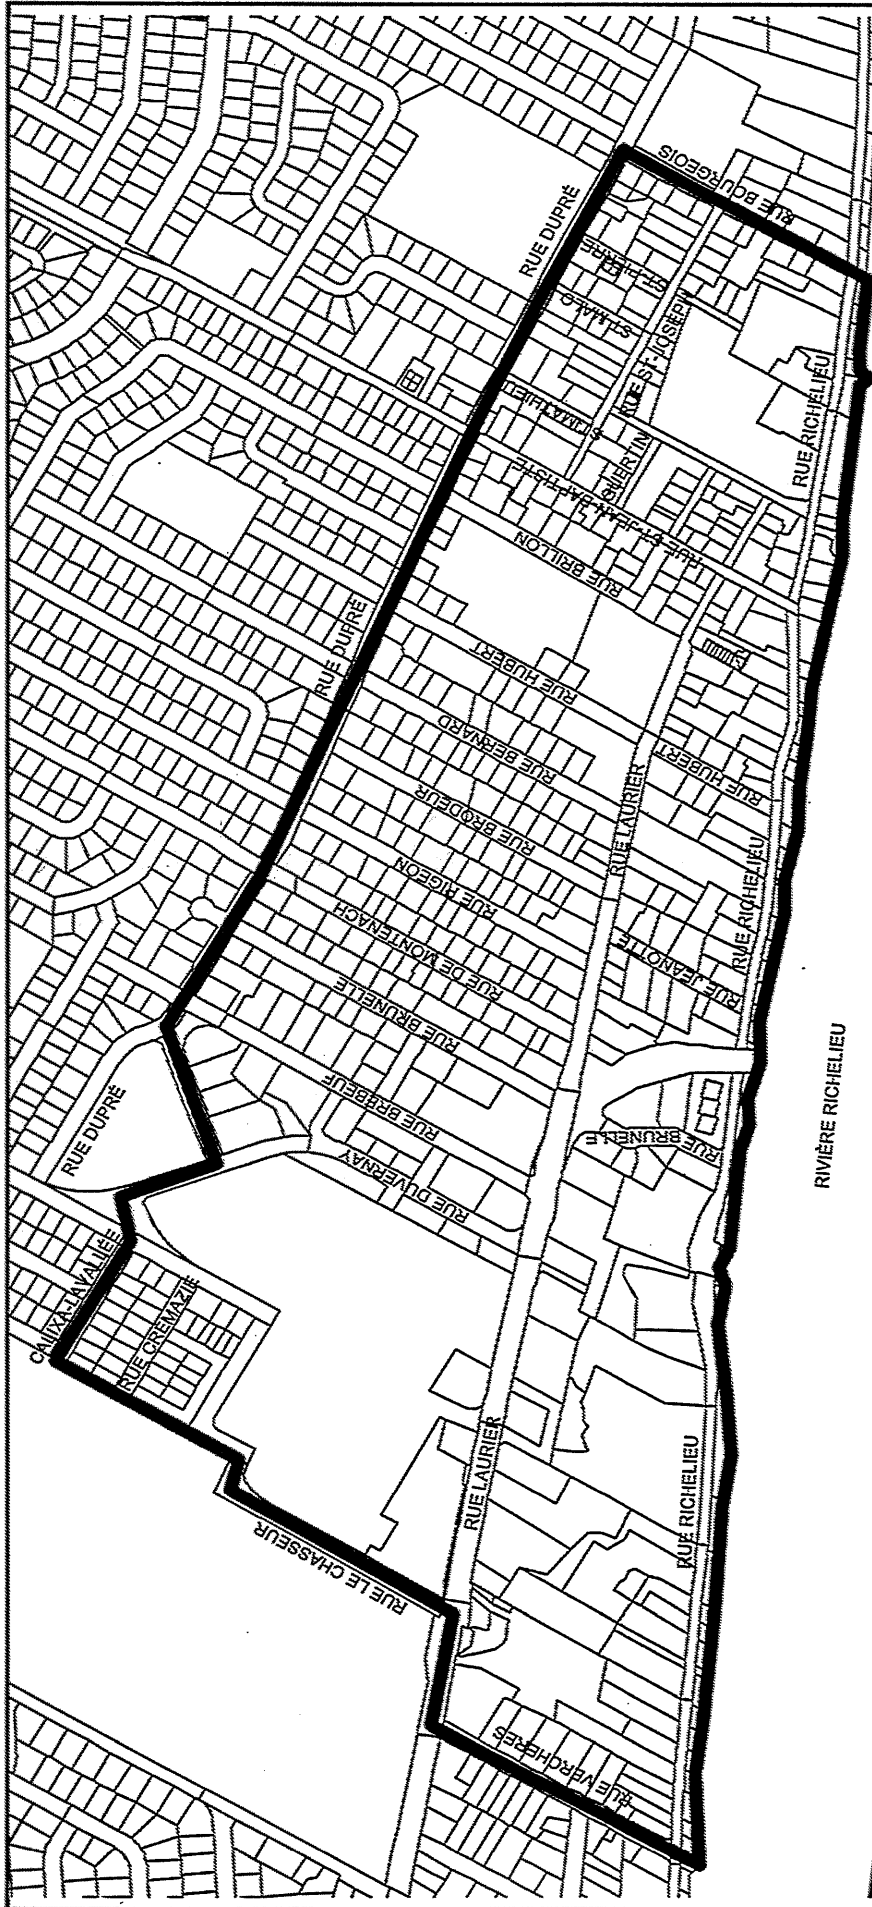 RUE BOURGEOIS
RUE DUPRÉ
ST-PIERRE
ST-MALO
RUE ST-JOSEPH
ST-MATHIEU
RUE RICHELIEU
RUE ST-JEAN-BAPTISTE
RUE BRILLON
RUE DUPRÉ
RUE HUBERT
RUE BERNARD
RUE HUBERT
RUE LAURIER
RUE BRODEUR
RUE RICHELIEU
RUE RIGEON
RUE DE MONTENACH
RUE JEANOTTE
RUE BRUNELLE
RUE DUPRÉ
RUE BRÉBEUF
RUE BRUNELLE
RIVIÈRE RICHELIEU
RUE DUVERNAY
CALIXA-LAVALLÉE
RUE CRÉMAZIE
RUE LAURIER
RUE RICHELIEU
RUE LE CHASSEUR
RUE VERCHÈRES